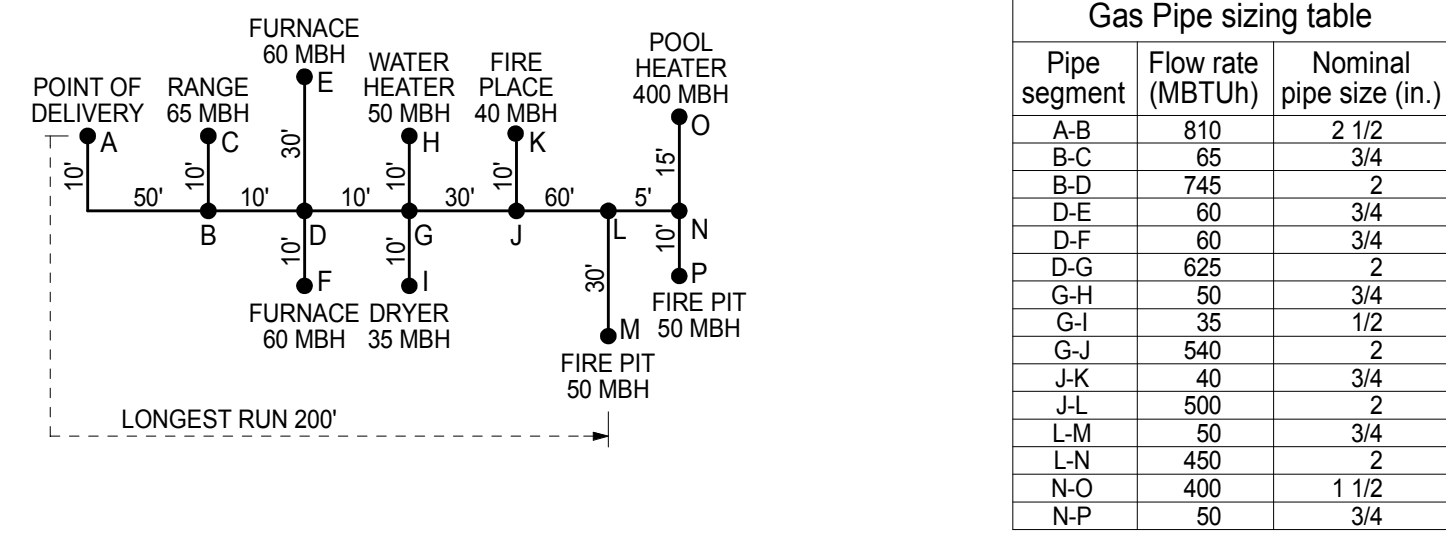 FURNACE
60 MBH
E
POINT OF
DELIVERY
A
RANGE
65 MBH
C
WATER
HEATER
50 MBH
H
FIRE
PLACE
40 MBH
K
POOL
HEATER
400 MBH
O
10'
10'
30'
10'
10'
15'
50'
10'
10'
30'
60'
5'
B
D
G
J
L
N
10'
10'
30'
10'
F
I
M
P
FURNACE
60 MBH
DRYER
35 MBH
FIRE PIT
50 MBH
FIRE PIT
50 MBH
LONGEST RUN 200'
Gas Pipe sizing table
Pipe segment Flow rate (MBTUh) Nominal pipe size (in.)
A-B 810 2 1/2
B-C 65 3/4
B-D 745 2
D-E 60 3/4
D-F 60 3/4
D-G 625 2
G-H 50 3/4
G-I 35 1/2
G-J 540 2
J-K 40 3/4
J-L 500 2
L-M 50 3/4
L-N 450 2
N-O 400 1 1/2
N-P 50 3/4